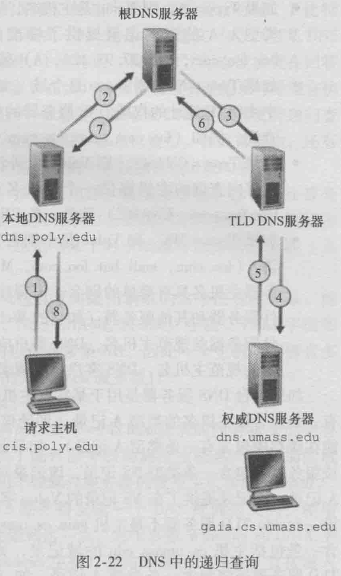 根DNS服务器
2
3
7
6
本地DNS服务器
dns.poly.edu
TLD DNS服务器
1
8
5
4
请求主机
cis.poly.edu
权威DNS服务器
dns.umass.edu
gaia.cs.umass.edu
图 2-22 DNS 中的递归查询